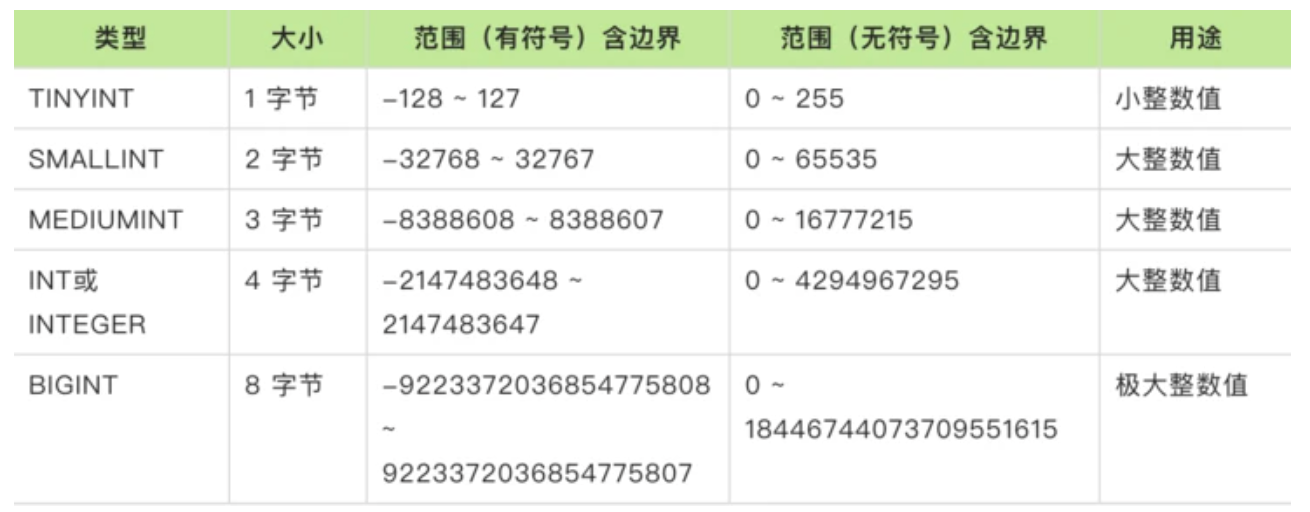 类型 大小 范围（有符号）含边界 范围（无符号）含边界 用途
TINYINT 1 字节 –128 ~ 127 0 ~ 255 小整数值
SMALLINT 2 字节 –32768 ~ 32767 0 ~ 65535 大整数值
MEDIUMINT 3 字节 –8388608 ~ 8388607 0 ~ 16777215 大整数值
INT或 4 字节 –2147483648 ~ 0 ~ 4294967295 大整数值
INTEGER 2147483647
BIGINT 8 字节 –9223372036854775808 0 ~ 极大整数值
~ 18446744073709551615
9223372036854775807